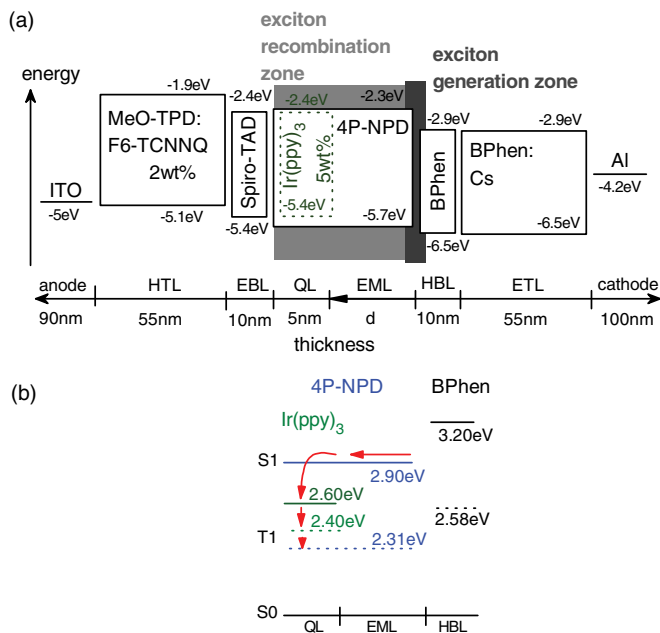 (a)
exciton
recombination
zone
exciton
generation zone
energy
-1.9eV
-2.4eV
-2.4eV
-2.3eV
-2.9eV
-2.9eV
MeO-TPD:
F6-TCNNQ
2wt%
Spiro-TAD
Ir(ppy)3
5wt%
4P-NPD
BPhen
BPhen:
Cs
ITO
-5eV
Al
-4.2eV
-5.1eV
-5.4eV
-5.4eV
-5.7eV
-6.5eV
-6.5eV
anode
HTL
EBL
QL
EML
HBL
ETL
cathode
90nm
55nm
10nm
5nm
d
10nm
55nm
100nm
thickness
(b)
4P-NPD
BPhen
Ir(ppy)3
3.20eV
S1
2.90eV
2.60eV
2.40eV
2.58eV
T1
2.31eV
S0
QL
EML
HBL